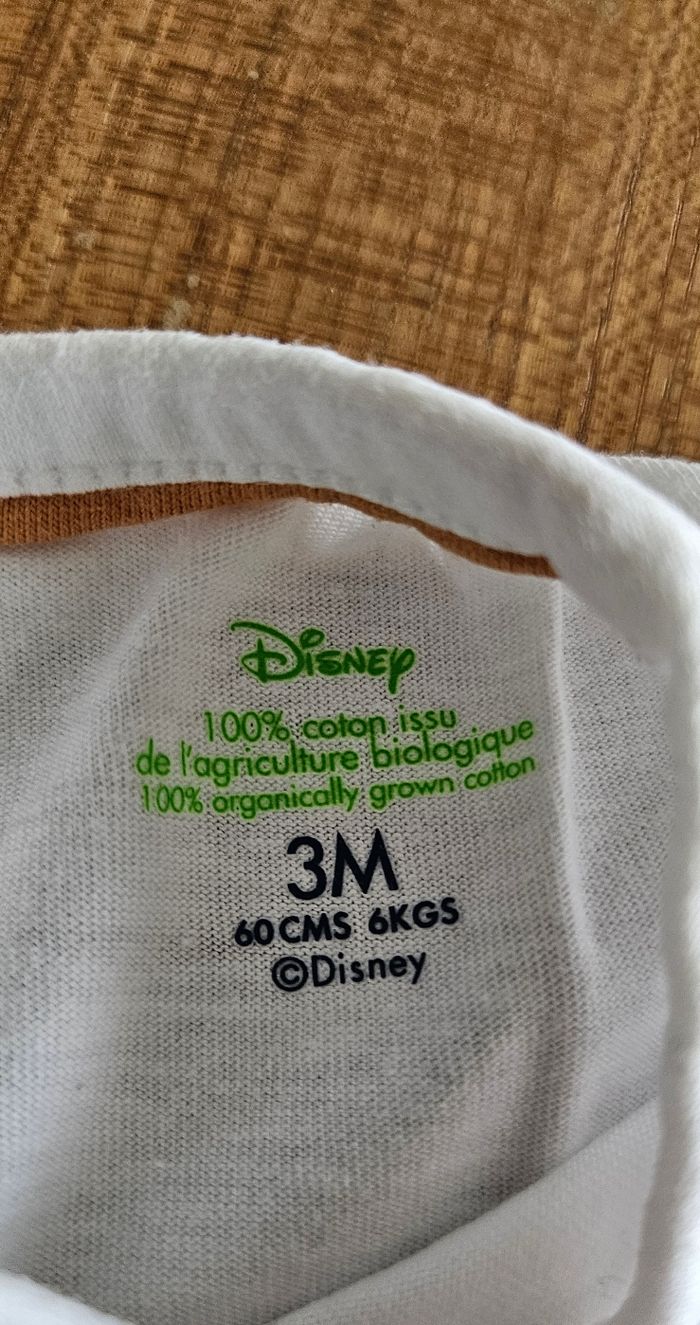 Disney
100% coton issu
de l'agriculture biologique
100% organically grown cotton
3M
60CMS 6KGS
©Disney